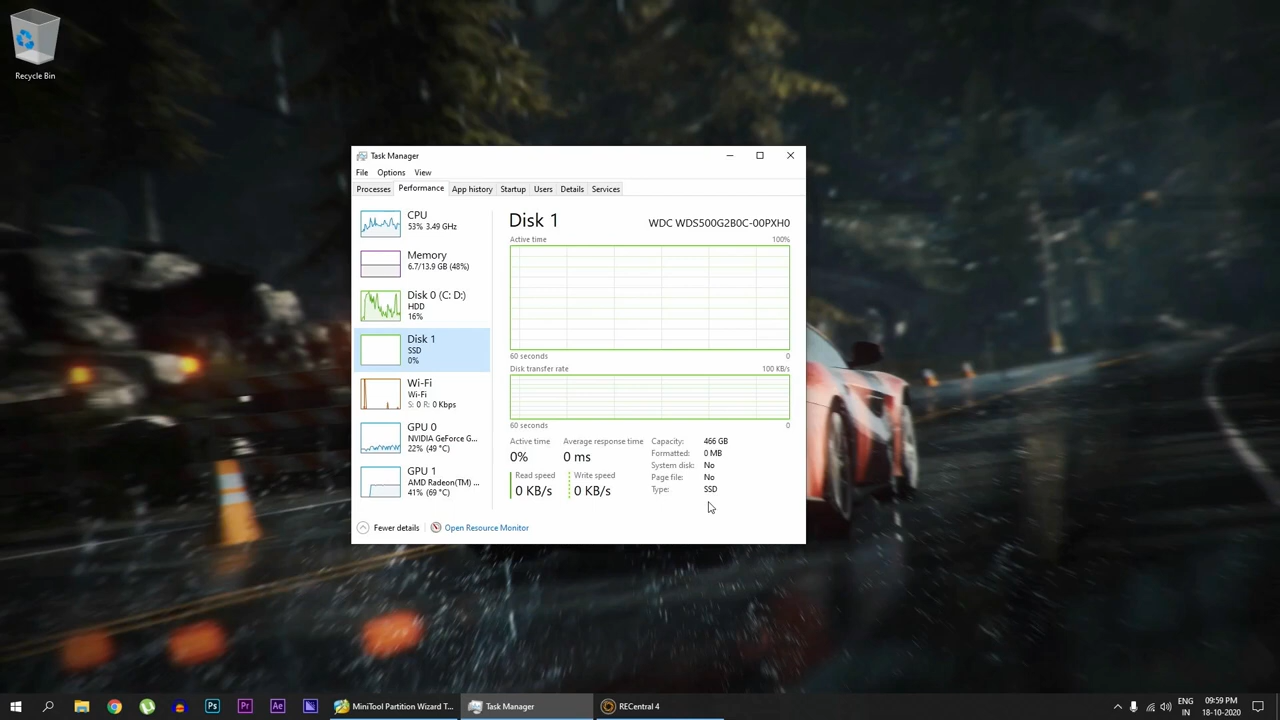 Recycle Bin
Task Manager
File Options View
Processes Performance App history Startup Users Details Services
CPU
53% 3.49 GHz
Memory
6.7/13.9 GB (48%)
Disk 0 (C: D:)
HDD
16%
Disk 1
SSD
0%
Wi-Fi
Wi-Fi
S: 0 R: 0 Kbps
GPU 0
NVIDIA GeForce G...
22% (49 °C)
GPU 1
AMD Radeon(TM) ...
41% (69 °C)
Disk 1 WDC WDS500G2B0C-00PXH0
Active time 100%
60 seconds 0
Disk transfer rate 100 KB/s
60 seconds 0
Active time Average response time
0% 0 ms
Read speed Write speed
0 KB/s 0 KB/s
Capacity: 466 GB
Formatted: 0 MB
System disk: No
Page file: No
Type: SSD
Fewer details Open Resource Monitor
Ps Pr Ae MiniTool Partition Wizard T... Task Manager RECentral 4
ENG
IN
09:59 PM
18-10-2020